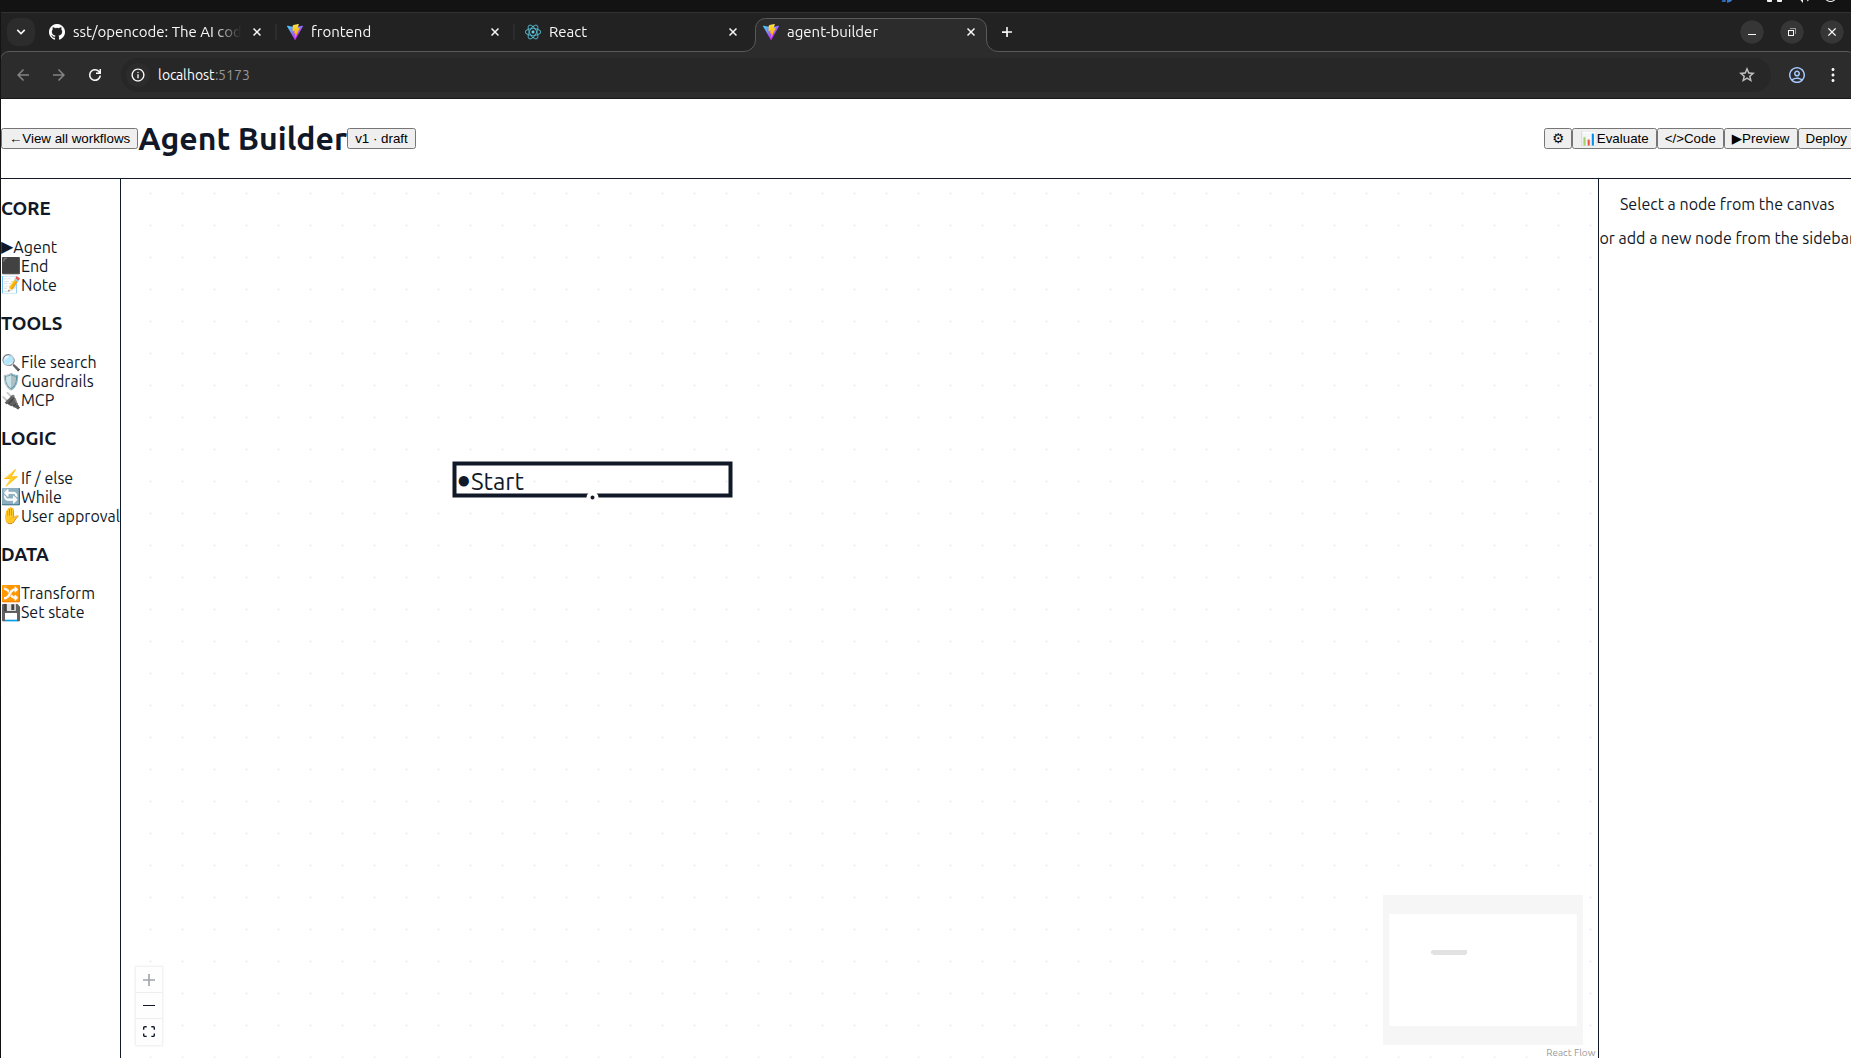 sst/opencode: The AI cod
frontend
React
agent-builder
localhost:5173
←View all workflows
Agent Builder
v1 · draft
⚙
📊Evaluate
</>Code
▶Preview
Deploy
CORE
▶Agent
⬛End
📝Note
TOOLS
🔍File search
🛡️Guardrails
🔌MCP
LOGIC
⚡If / else
🔄While
✋User approval
DATA
🔀Transform
💾Set state
●Start
Select a node from the canvas
or add a new node from the sidebar
React Flow